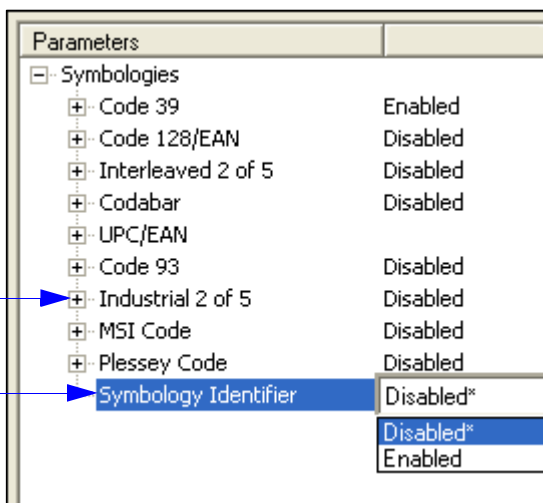 Parameters
Symbologies
Code 39 Enabled
Code 128/EAN Disabled
Interleaved 2 of 5 Disabled
Codabar Disabled
UPC/EAN
Code 93 Disabled
Industrial 2 of 5 Disabled
MSI Code Disabled
Plessey Code Disabled
Symbology Identifier Disabled*
Disabled*
Enabled